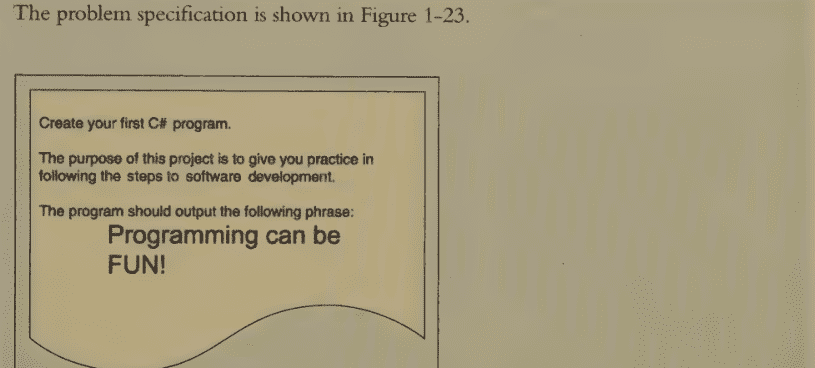 The problem specification is shown in Figure 1-23.
Create your first C# program.
The purpose of this project is to give you practice in
following the steps to software development.
The program should output the following phrase:
Programming can be
FUN!